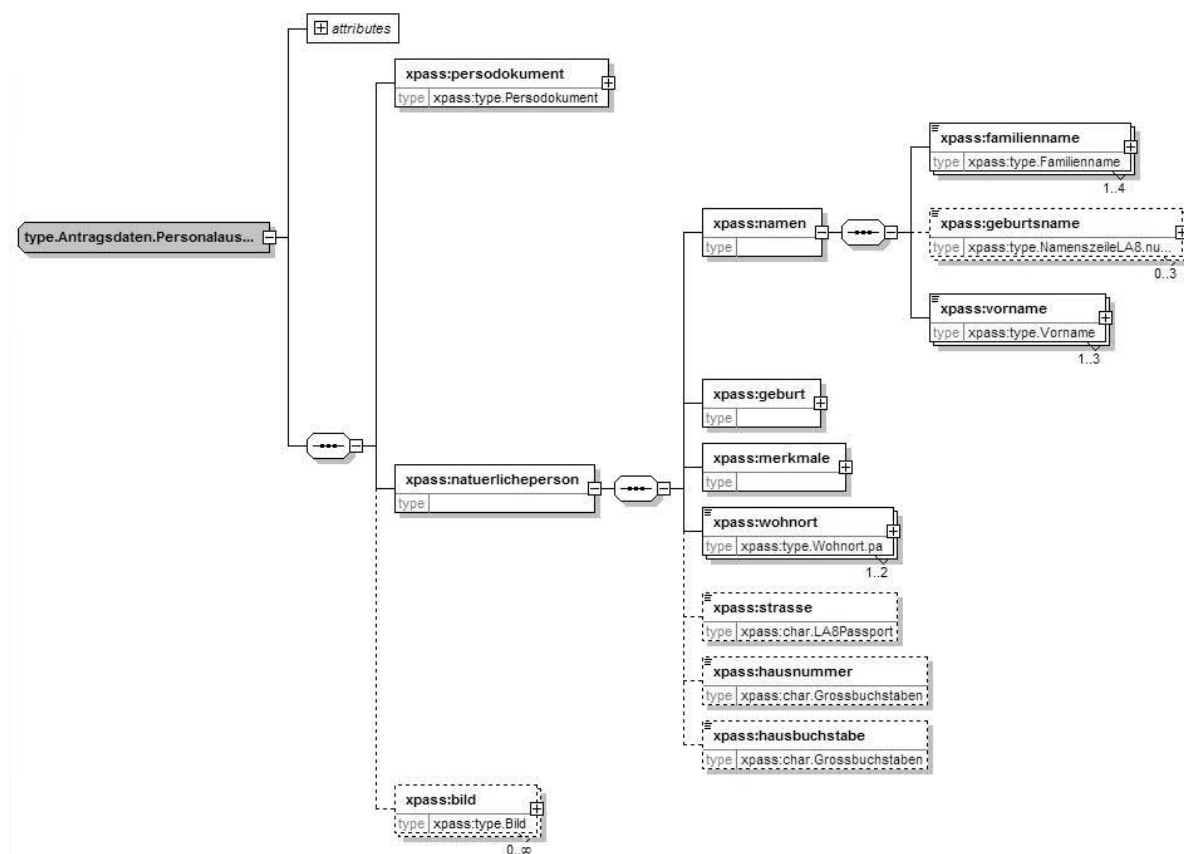 attributes
xpass:persodokument
type xpass:type.Persodokument
xpass:familienname
type xpass:type.Familienname
1..4
type.Antragsdaten.Personalaus...
xpass:namen
type
xpass:geburtsname
type xpass:type.NamenszeileLA8.nu...
0..3
xpass:vorname
type xpass:type.Vorname
1..3
xpass:geburt
type
xpass:natuerlicheperson
type
xpass:merkmale
type
xpass:wohnort
type xpass:type.Wohnort.pa
1..2
xpass:strasse
type xpass:char.LA8Passport
xpass:hausnummer
type xpass:char.Grossbuchstaben
xpass:hausbuchstabe
type xpass:char.Grossbuchstaben
xpass:bild
type xpass:type.Bild
0..∞